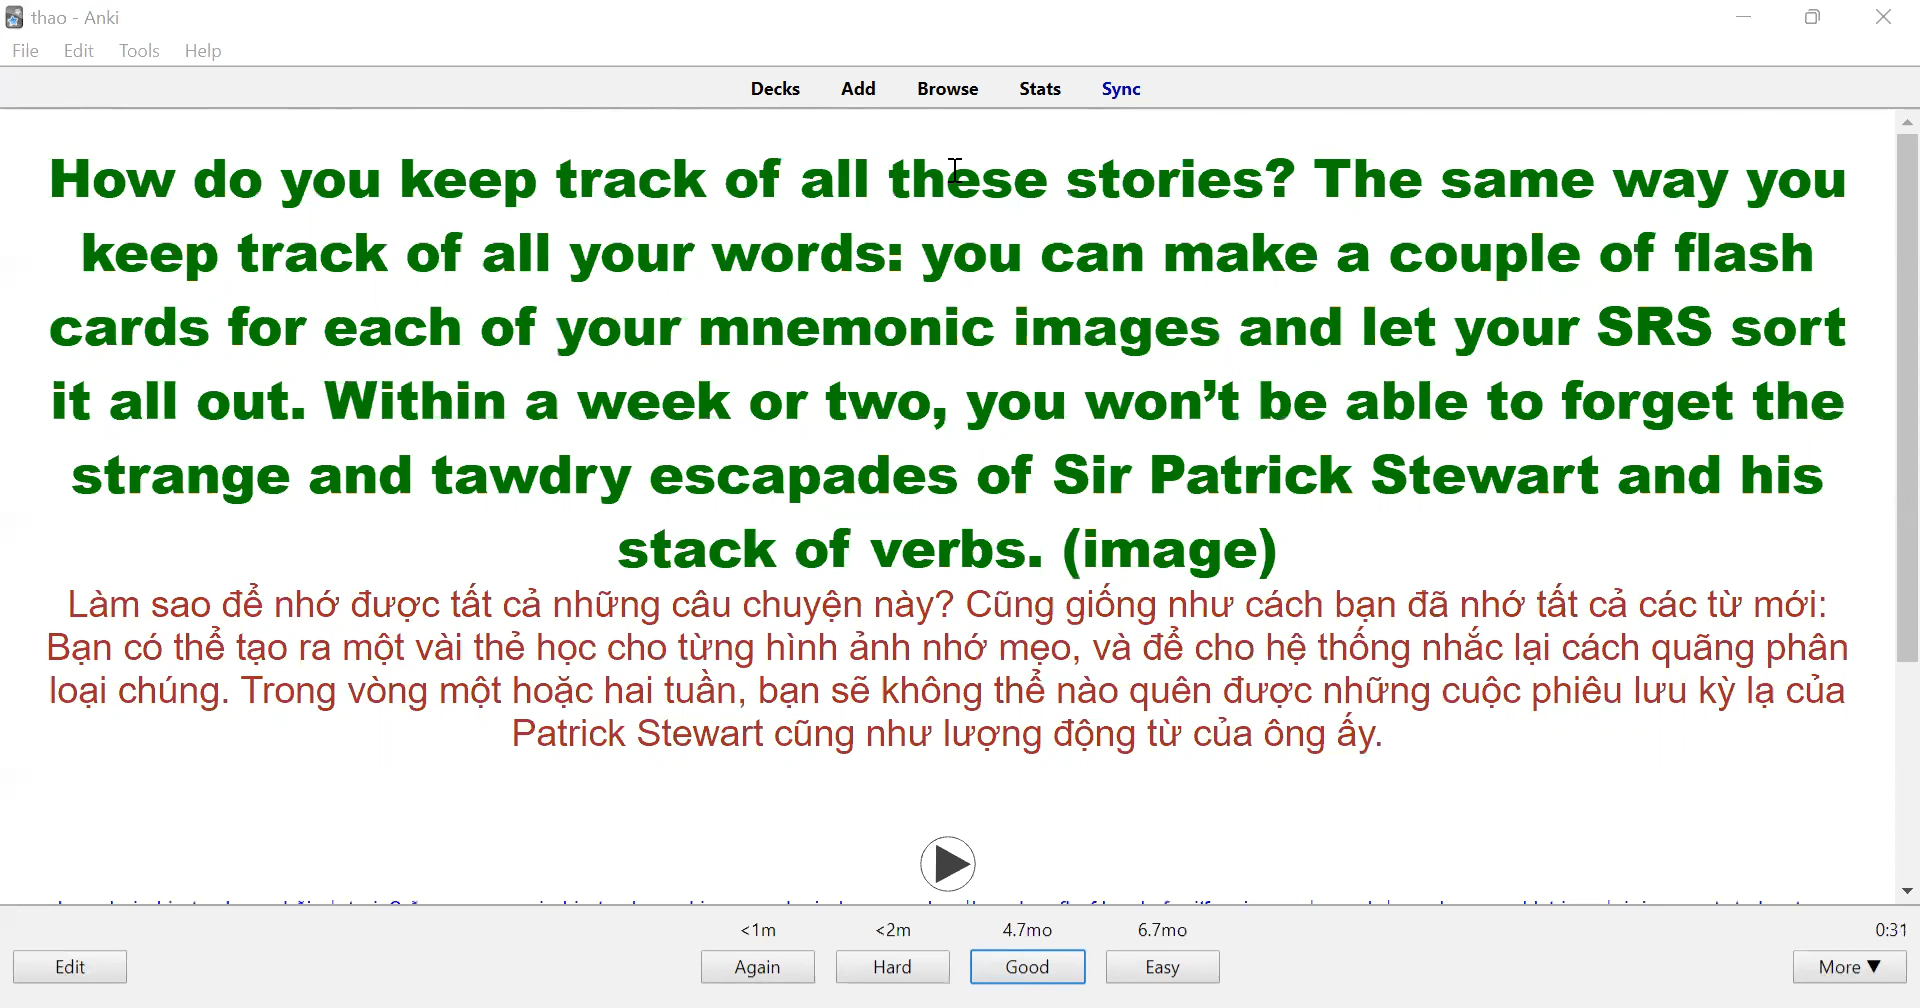 thao - Anki
File Edit Tools Help
Decks Add Browse Stats Sync
How do you keep track of all these stories? The same way you
keep track of all your words: you can make a couple of flash
cards for each of your mnemonic images and let your SRS sort
it all out. Within a week or two, you won't be able to forget the
strange and tawdry escapades of Sir Patrick Stewart and his
stack of verbs. (image)
Làm sao để nhớ được tất cả những câu chuyện này? Cũng giống như cách bạn đã nhớ tất cả các từ mới:
Bạn có thể tạo ra một vài thẻ học cho từng hình ảnh nhớ mẹo, và để cho hệ thống nhắc lại cách quãng phân
loại chúng. Trong vòng một hoặc hai tuần, bạn sẽ không thể nào quên được những cuộc phiêu lưu kỳ lạ của
Patrick Stewart cũng như lượng động từ của ông ấy.
<1m <2m 4.7mo 6.7mo 0:31
Edit Again Hard Good Easy More ▼